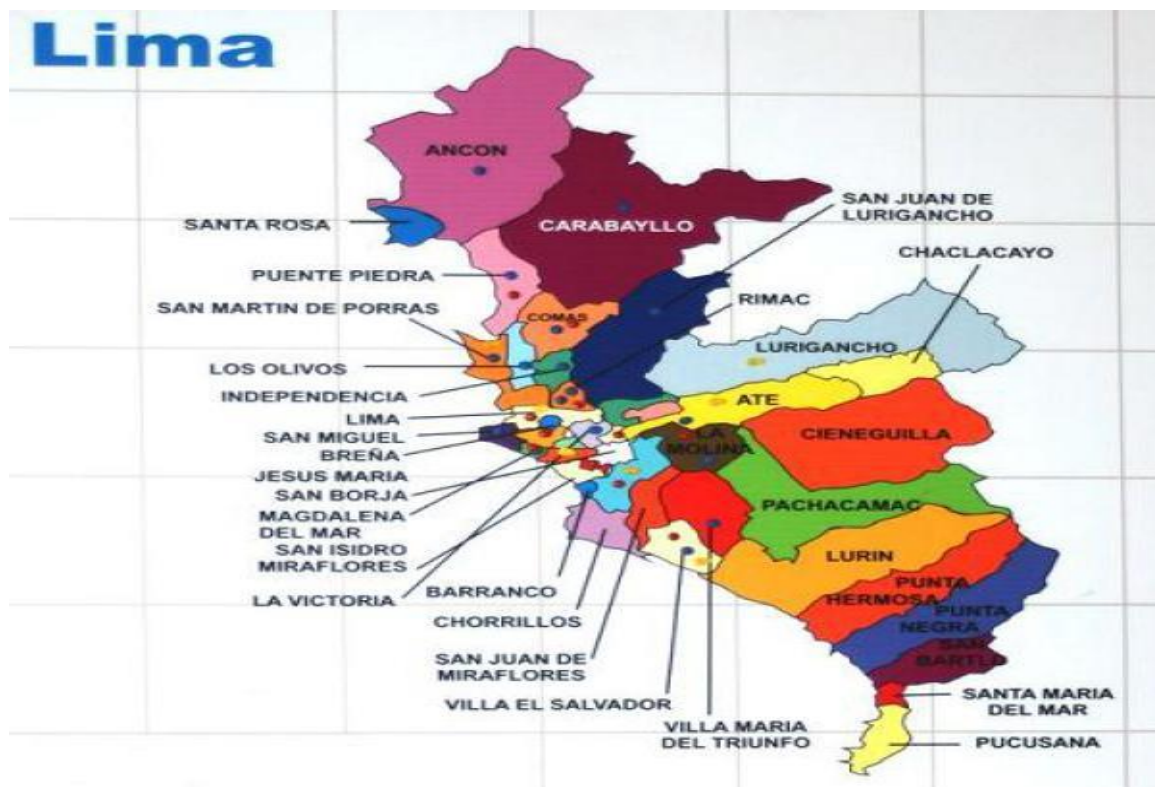 Lima
ANCON
SAN JUAN DE
LURIGANCHO
SANTA ROSA
CARABAYLLO
CHACLACAYO
PUENTE PIEDRA
SAN MARTIN DE PORRAS
RIMAC
COMAS
LURIGANCHO
LOS OLIVOS
INDEPENDENCIA
ATE
LIMA
SAN MIGUEL
LA
MOLINA
CIENEGUILLA
BREÑA
JESUS MARIA
SAN BORJA
MAGDALENA
DEL MAR
PACHACAMAC
SAN ISIDRO
MIRAFLORES
LURIN
LA VICTORIA
BARRANCO
PUNTA
HERMOSA
CHORRILLOS
PUNTA
NEGRA
SAN
BARTLO
SAN JUAN DE
MIRAFLORES
VILLA EL SALVADOR
SANTA MARIA
DEL MAR
VILLA MARIA
DEL TRIUNFO
PUCUSANA